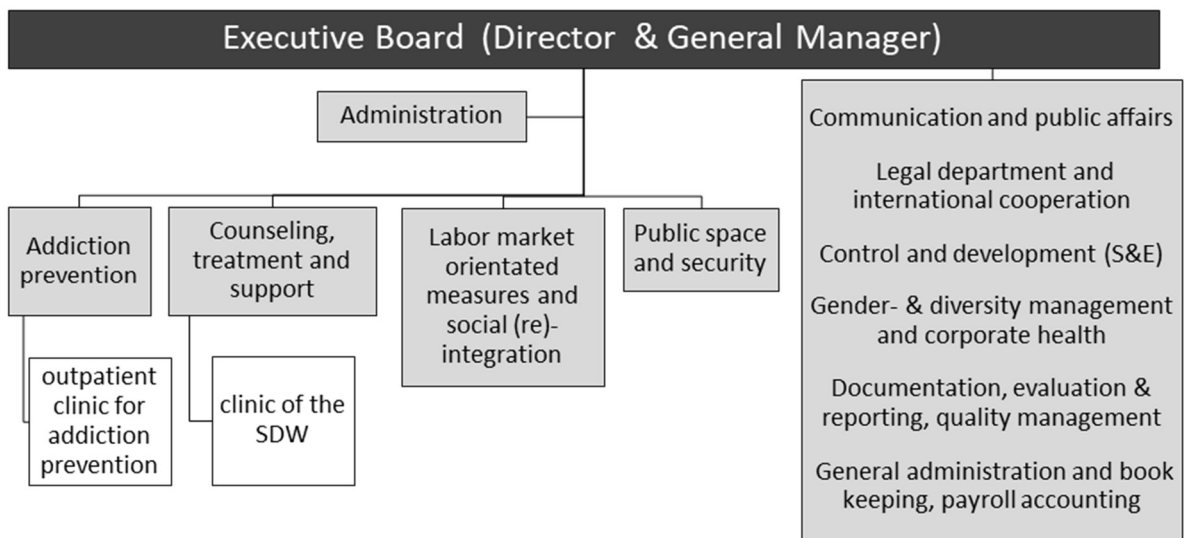 Executive Board (Director & General Manager)
Administration
Addiction
prevention
Counseling,
treatment and
support
Labor market
orientated
measures and
social (re)-
integration
Public space
and security
outpatient
clinic for
addiction
prevention
clinic of the
SDW
Communication and public affairs
Legal department and
international cooperation
Control and development (S&E)
Gender- & diversity management
and corporate health
Documentation, evaluation &
reporting, quality management
General administration and book
keeping, payroll accounting